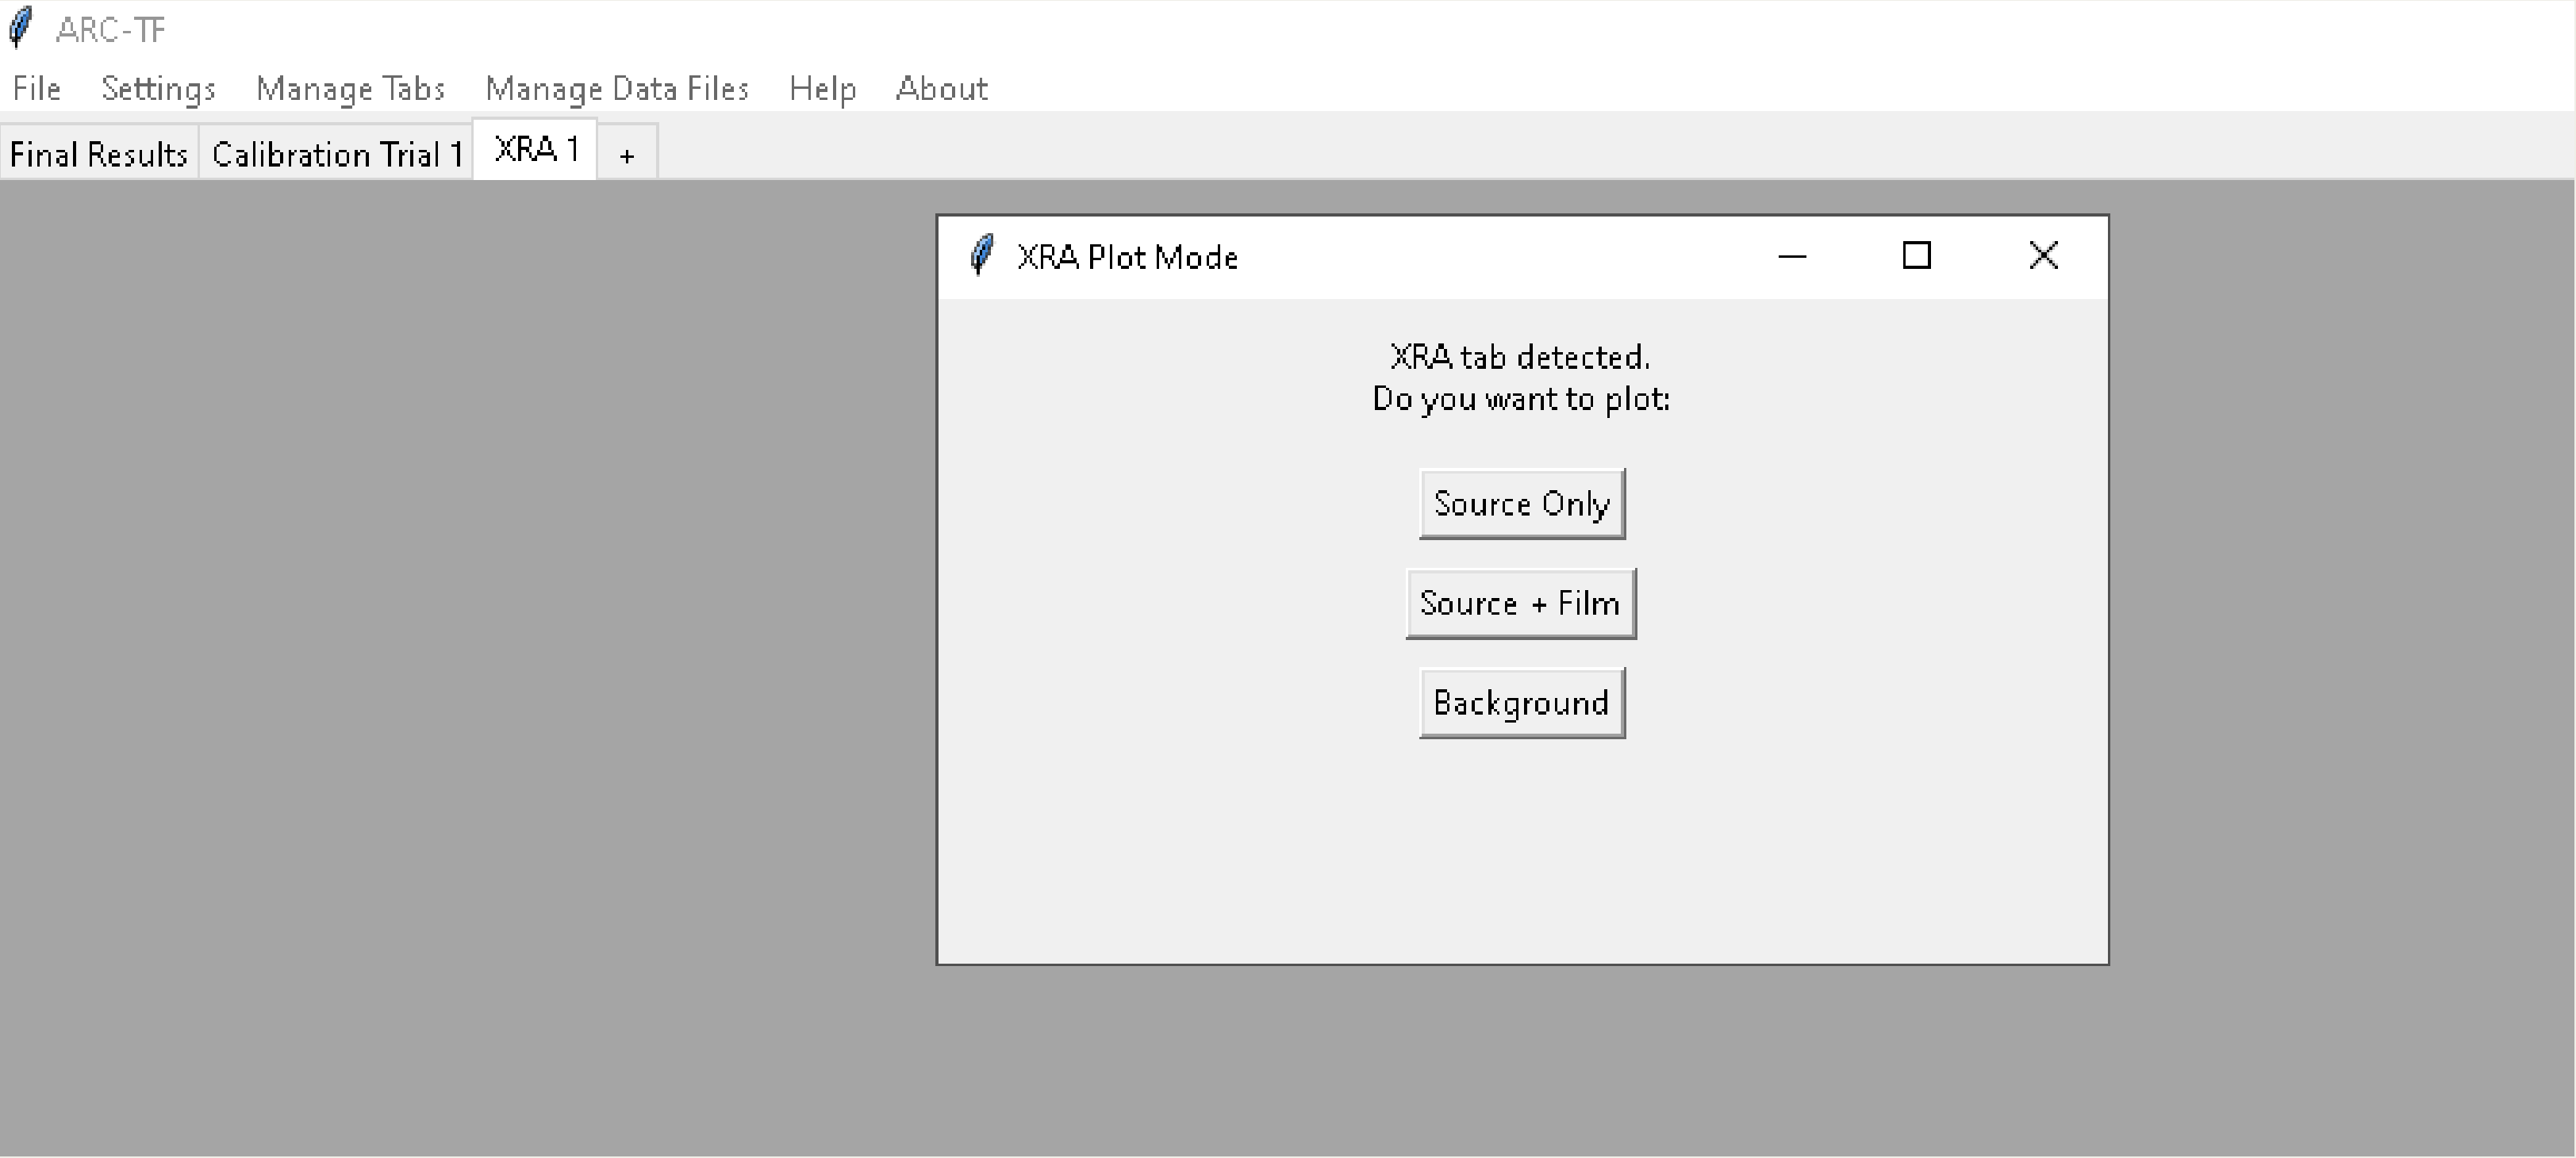 ARC-TF
File Settings Manage Tabs Manage Data Files Help About
Final Results Calibration Trial 1 XRA 1 +
XRA Plot Mode
XRA tab detected.
Do you want to plot:
Source Only
Source + Film
Background